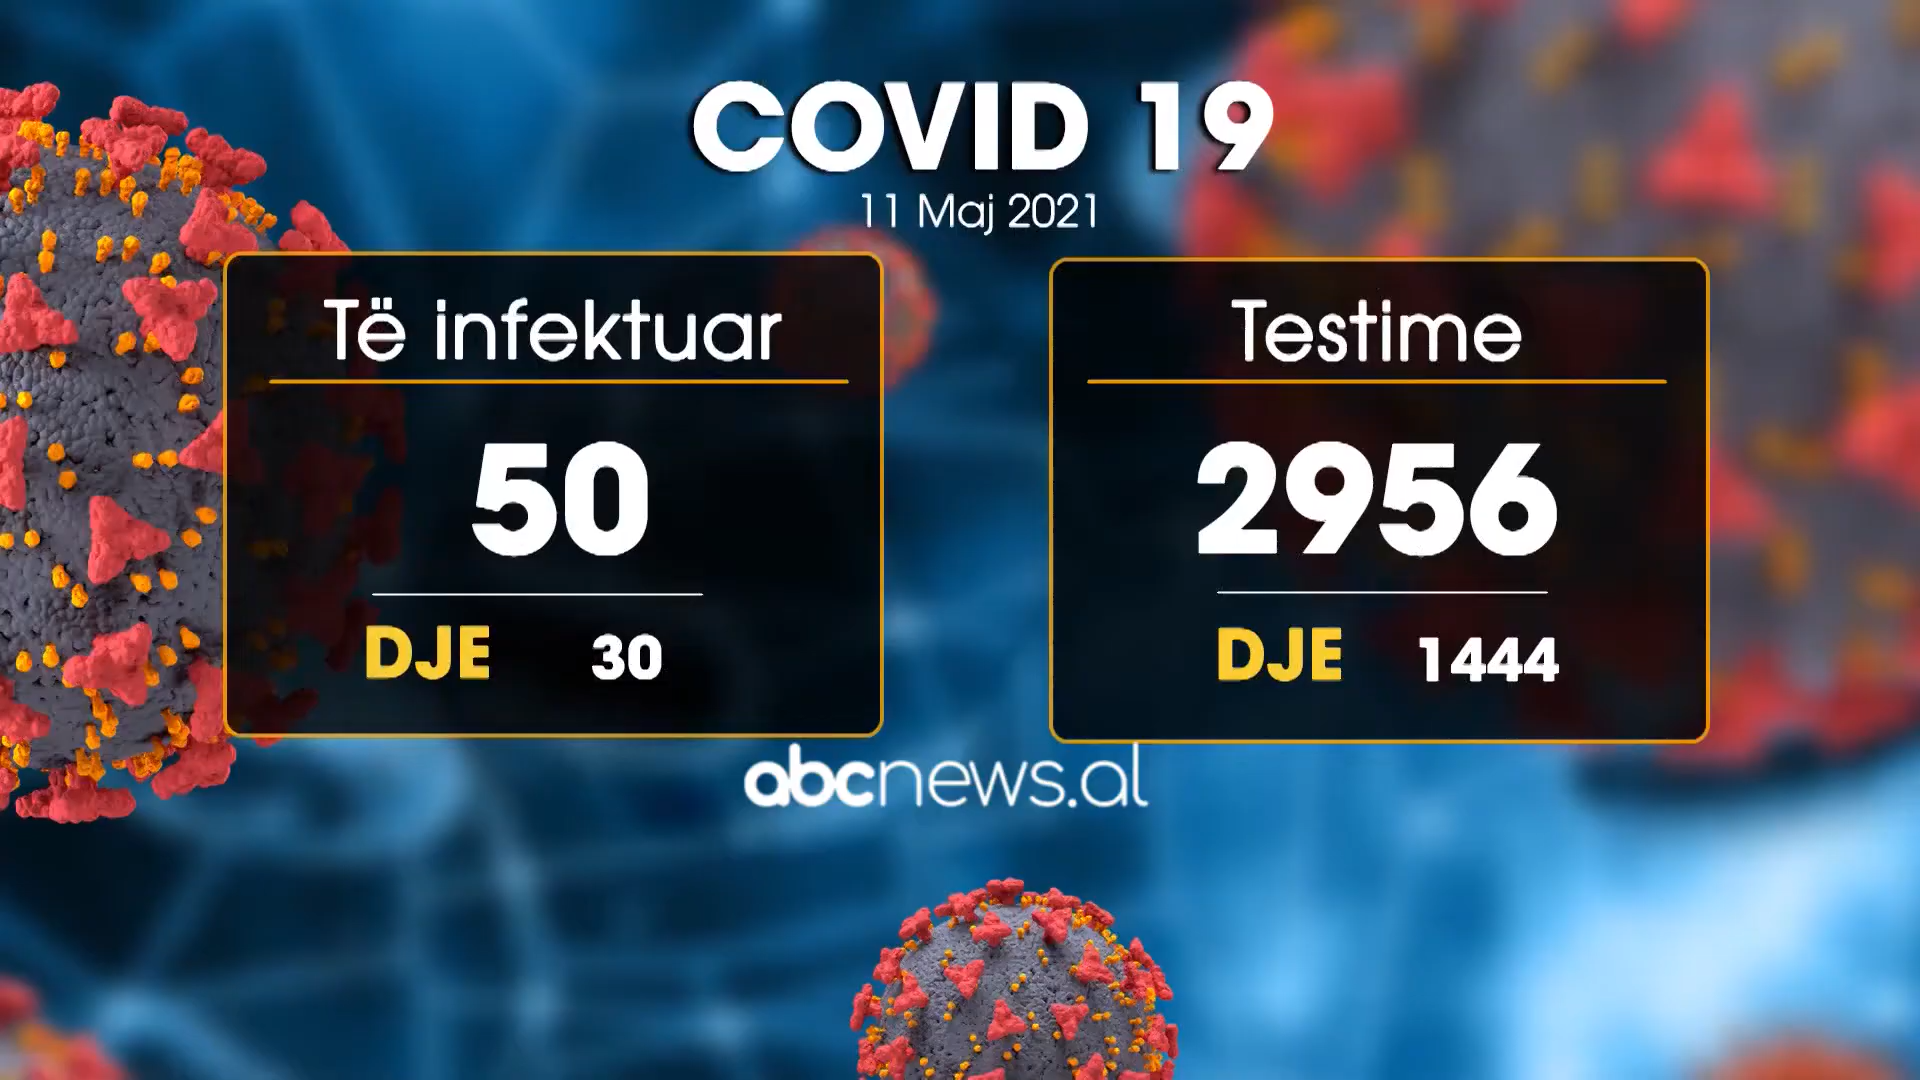 COVID 19
11 Maj 2021
Të infektuar
50
DJE 30
Testime
2956
DJE 1444
abcnews.al